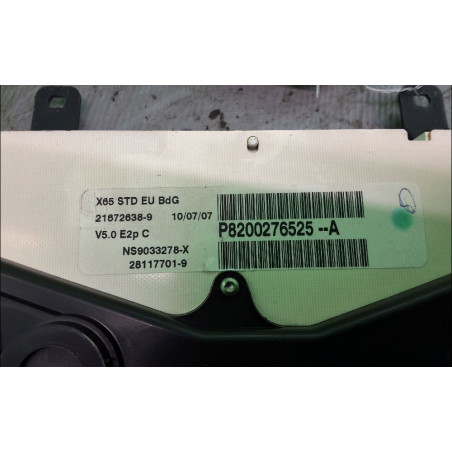 X65 STD EU BdG
21672638-9 10/07/07
V5.0 E2p C
NS9033278-X
28117701-9
P8200276525--A